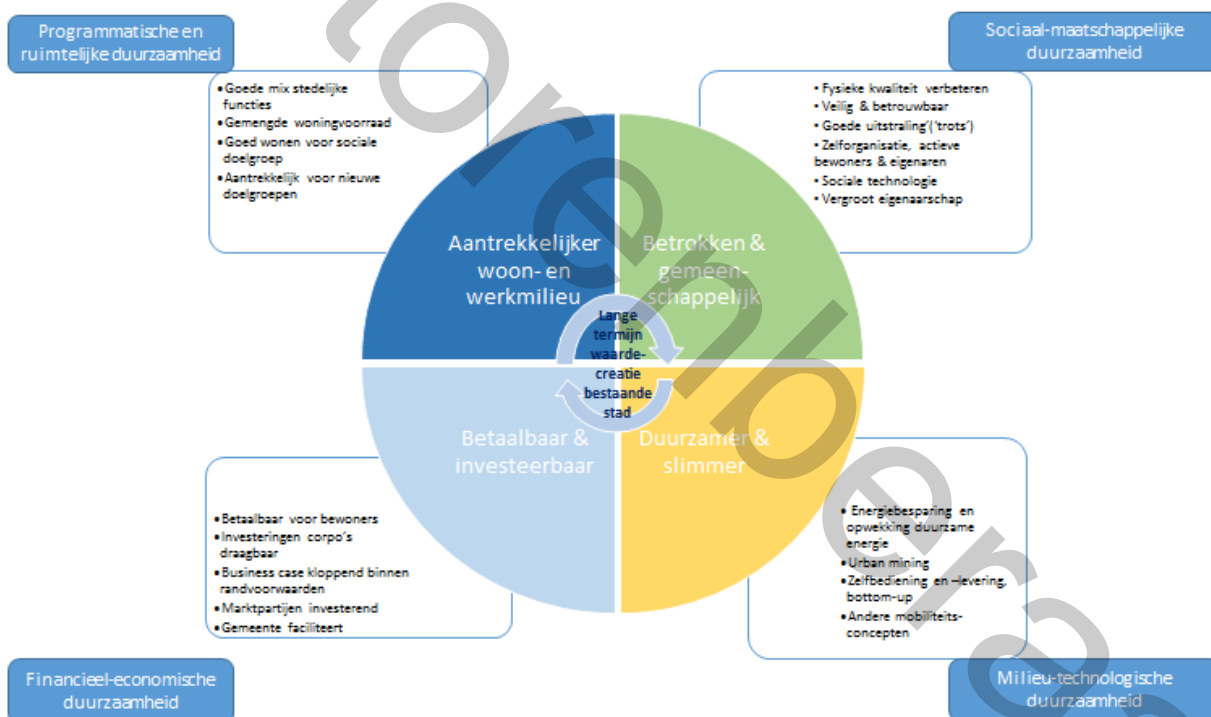 Programmatische en
ruimtelijke duurzaamheid
Sociaal-maatschappelijke
duurzaamheid
•Goede mix stedelijke
functies
•Gemengde woningvoorraad
•Goed wonen voor sociale
doelgroep
•Aantrekkelijk voor nieuwe
doelgroepen
• Fysieke kwaliteit verbeteren
• Veilig & betrouwbaar
• Goede uitstraling'('trots')
• Zelforganisatie, actieve
bewoners & eigenaren
• Sociale technologie
• Vergroot eigenaarschap
Aantrekkelijker
woon- en
werkmilieu
Betrokken &
gemeen-
schappelijk
Lange
termijn
waarde-
creatie
bestaande
stad
Betaalbaar &
investeerbaar
Duurzamer &
slimmer
•Betaalbaar voor bewoners
•Investeringen corpo's
draagbaar
•Business case kloppend binnen
randvoorwaarden
•Marktpartijen investerend
•Gemeente faciliteert
• Energiebesparing en
opwekking duurzame
energie
•Urban mining
•Zelfbediening en –levering,
bottom-up
•Andere mobiliteits-
concepten
Financieel-economische
duurzaamheid
Milieu-technologische
duurzaamheid